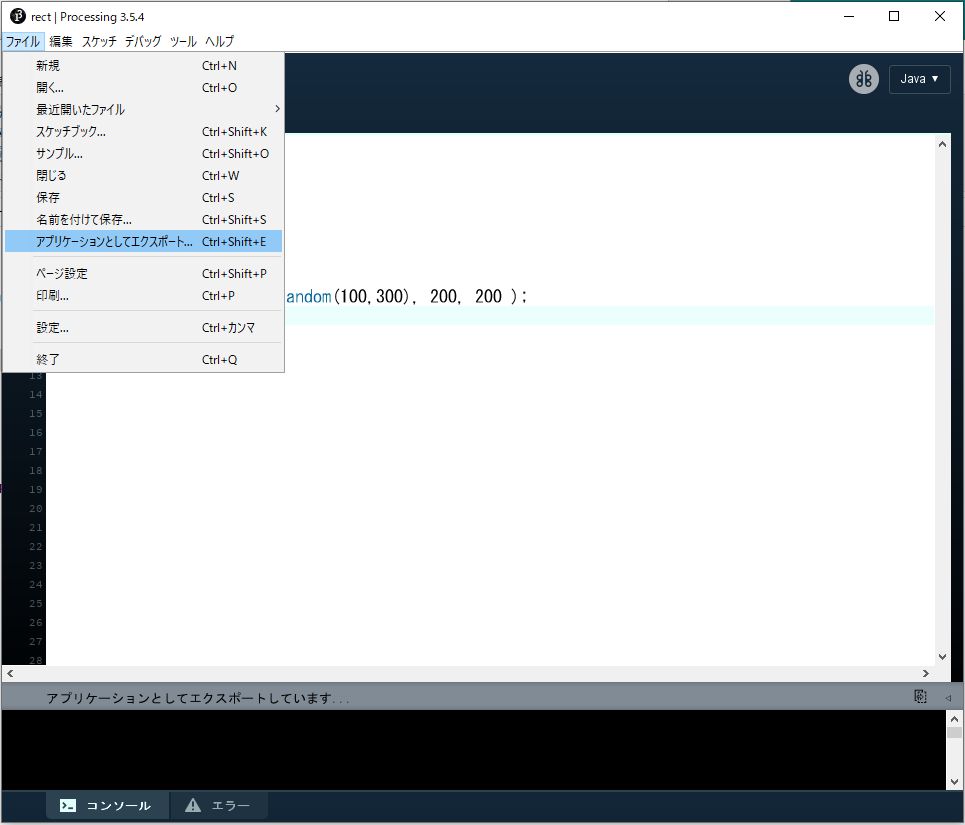 rect | Processing 3.5.4
ファイル 編集 スケッチ デバッグ ツール ヘルプ
新規 Ctrl+N
開く... Ctrl+O
最近開いたファイル
スケッチブック... Ctrl+Shift+K
サンプル... Ctrl+Shift+O
閉じる Ctrl+W
保存 Ctrl+S
名前を付けて保存... Ctrl+Shift+S
アプリケーションとしてエクスポート... Ctrl+Shift+E
ページ設定 Ctrl+Shift+P
印刷... Ctrl+P
設定... Ctrl+カンマ
終了 Ctrl+Q
Java ▼
andom(100,300), 200, 200 );
13
14
15
16
17
18
19
20
21
22
23
24
25
26
27
28
アプリケーションとしてエクスポートしています...
コンソール エラー